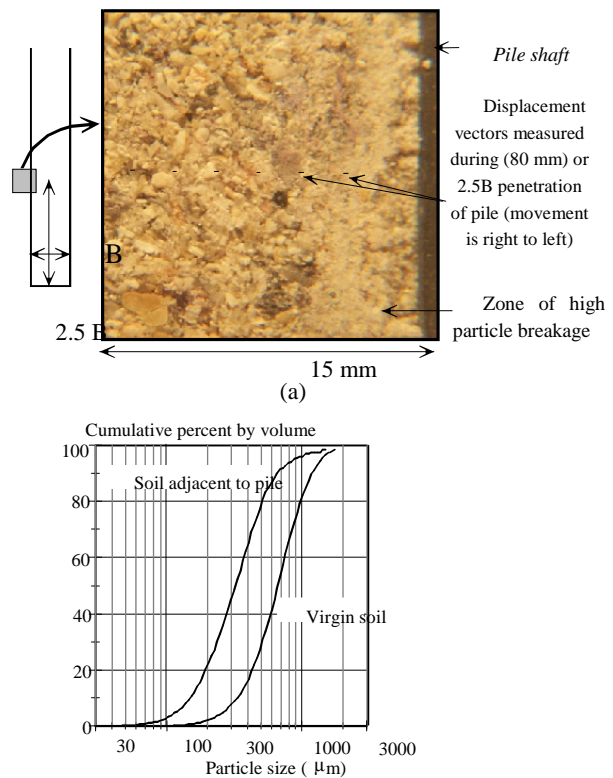 Pile shaft
Displacement
vectors measured
during (80 mm) or
2.5B penetration
of pile (movement
is right to left)
B
Zone of high
particle breakage
2.5 B
15 mm
(a)
Cumulative percent by volume
100
Soil adjacent to pile
80
60
40
Virgin soil
20
0
30 100 300 1000 3000
Particle size ( μm)